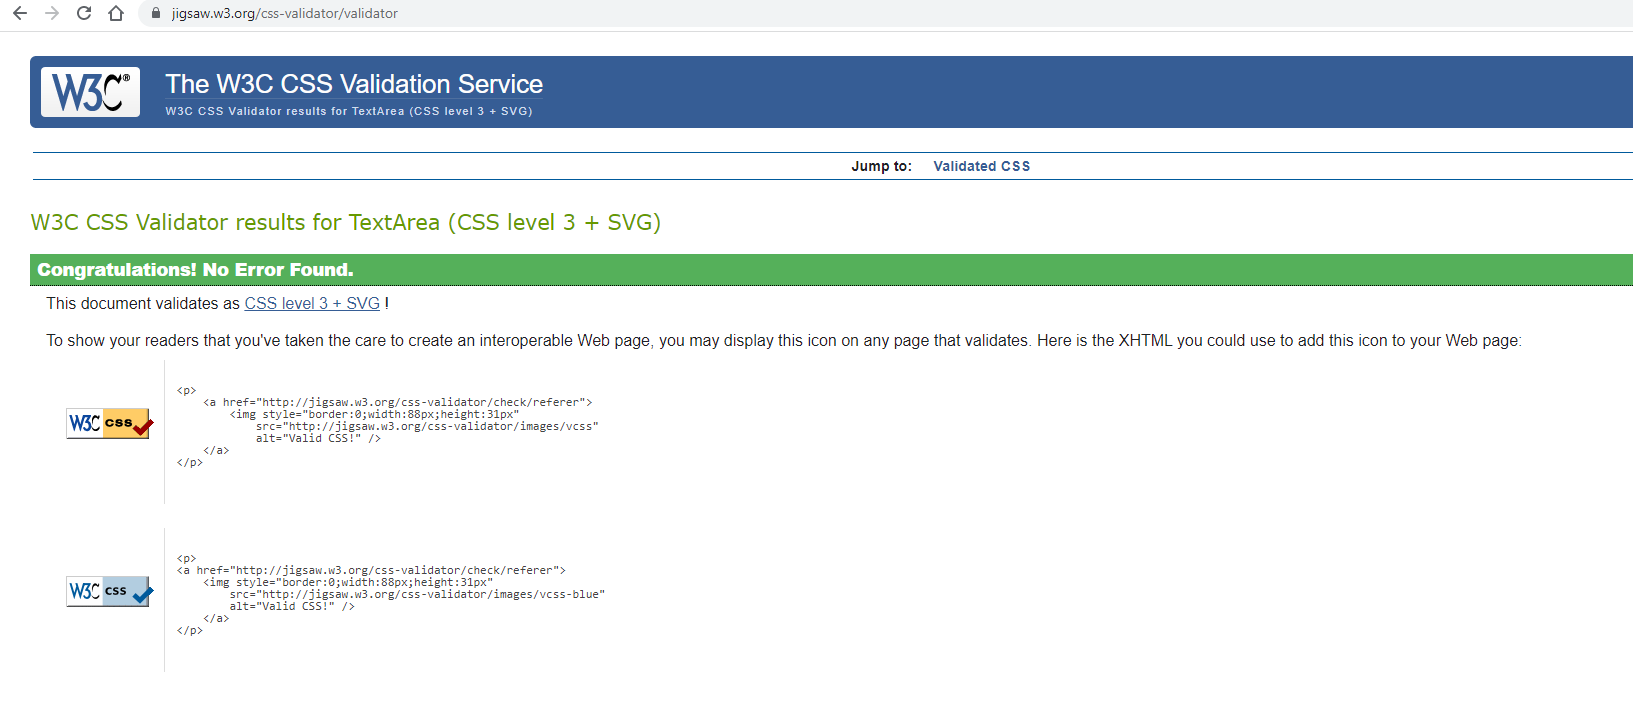 jigsaw.w3.org/css-validator/validator
W3C® The W3C CSS Validation Service
W3C CSS Validator results for TextArea (CSS level 3 + SVG)
Jump to: Validated CSS
W3C CSS Validator results for TextArea (CSS level 3 + SVG)
Congratulations! No Error Found.
This document validates as CSS level 3 + SVG !
To show your readers that you've taken the care to create an interoperable Web page, you may display this icon on any page that validates. Here is the XHTML you could use to add this icon to your Web page:
W3C css
<p>
    <a href="http://jigsaw.w3.org/css-validator/check/referer">
        <img style="border:0;width:88px;height:31px"
            src="http://jigsaw.w3.org/css-validator/images/vcss"
            alt="Valid CSS!" />
    </a>
</p>
W3C css
<p>
<a href="http://jigsaw.w3.org/css-validator/check/referer">
    <img style="border:0;width:88px;height:31px"
        src="http://jigsaw.w3.org/css-validator/images/vcss-blue"
        alt="Valid CSS!" />
    </a>
</p>